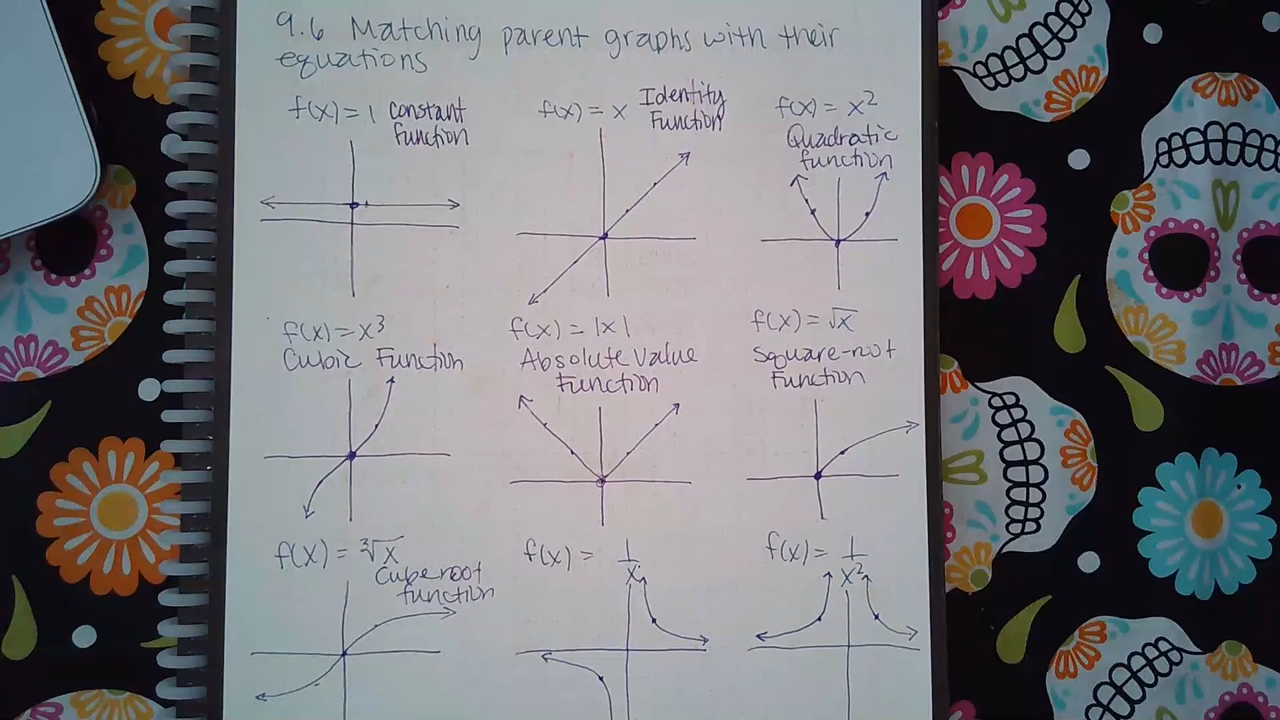 9.6 Matching parent graphs with their
equations
f(x) = 1 Constant
Function
f(x) = x Identity
Function
f(x) = x²
Quadratic
function
f(x) = x³
Cubic Function
f(x) = |x|
Absolute Value
Function
f(x) = √x
Square-root
Function
f(x) = ³√x
Cube root
function
f(x) = 1/x
f(x) = 1/x²